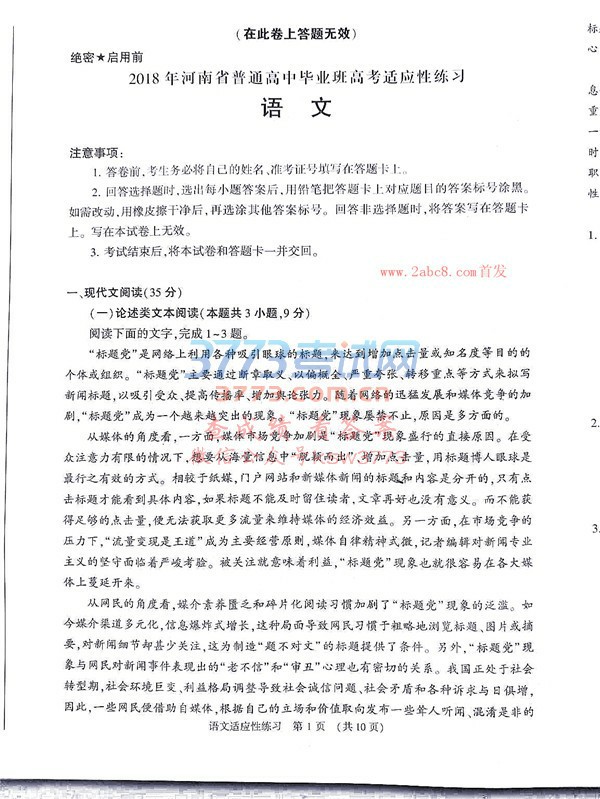 (在此卷上答题无效)
绝密★启用前
2018年河南省普通高中毕业班高考适应性练习
语 文
注意事项:
1. 答卷前,考生务必将自己的姓名、准考证号填写在答题卡上。
2. 回答选择题时,选出每小题答案后,用铅笔把答题卡上对应题目的答案标号涂黑。
如需改动,用橡皮擦干净后,再选涂其他答案标号。回答非选择题时,将答案写在答题卡
上。写在本试卷上无效。
3. 考试结束后,将本试卷和答题卡一并交回。
www.2abc8.com首发
一、现代文阅读(35分)
(一)论述类文本阅读(本题共3小题,9分)
阅读下面的文字,完成1~3题。
3773考试网
3773.com.cn
查成绩 看答案
微信公众号ksw3773
“标题党”是网络上利用各种吸引眼球的标题,来达到增加点击量或知名度等目的的
个体或组织。“标题党”主要通过断章取义、以偏概全、严重夸张、转移重点等方式来拟写
新闻标题,以吸引受众、提高传播率、增加舆论张力。随着网络的迅猛发展和媒体竞争的加
剧,“标题党”成为一个越来越突出的现象。“标题党”现象屡禁不止,原因是多方面的。
从媒体的角度看,一方面,媒体市场竞争加剧是“标题党”现象盛行的直接原因。在受
众注意力有限的情况下,想要从海量信息中“脱颖而出”,增加点击量,用标题博人眼球是
最行之有效的方式。相较于纸媒,门户网站和新媒体新闻的标题和内容是分开的,只有点
击标题才能看到具体内容,如果标题不能及时留住读者,文章再好也没有意义。而不能获
得足够的点击量,便无法获取更多流量来维持媒体的经济效益。另一方面,在市场竞争的
压力下,“流量变现是王道”成为主要经营原则,媒体自律精神式微,记者编辑对新闻专业
主义的坚守面临着严峻考验。被关注就意味着利益,“标题党”现象也就很容易在各大媒
体上蔓延开来。
从网民的角度看,媒介素养匮乏和碎片化阅读习惯加剧了“标题党”现象的泛滥。如
今媒介渠道多元化,信息爆炸式增长,这种局面导致网民习惯于粗略地浏览标题、图片或摘
要,对新闻细节却甚少关注,这为制造“题不对文”的标题提供了条件。另外,“标题党”现
象与网民对新闻事件表现出的“老不信”和“审丑”心理也有密切的关系。我国正处于社会
转型期,社会环境巨变、利益格局调整导致社会诚信问题、社会矛盾和各种诉求与日俱增,
因此,一些网民便借助自媒体,根据自己的立场和价值取向发布一些耸人听闻、混淆是非的
语文适应性练习 第1页 (共10页)
标
心
息
重
一
时
职
性
1.
2.
3.